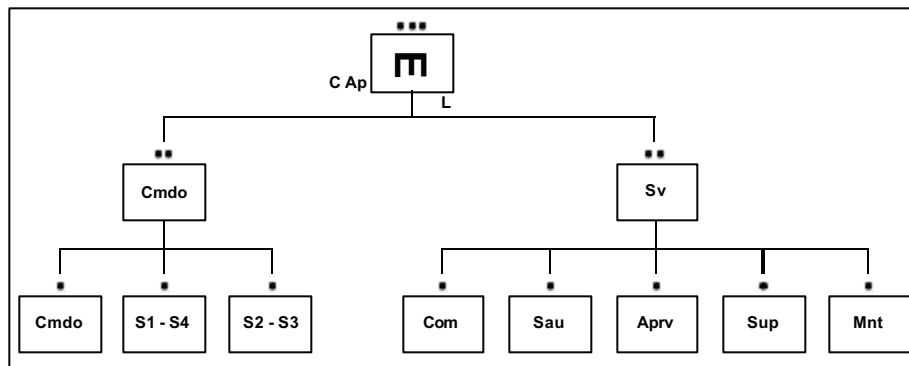 C Ap
L
Cmdo
Sv
Cmdo
S1 - S4
S2 - S3
Com
Sau
Aprv
Sup
Mnt